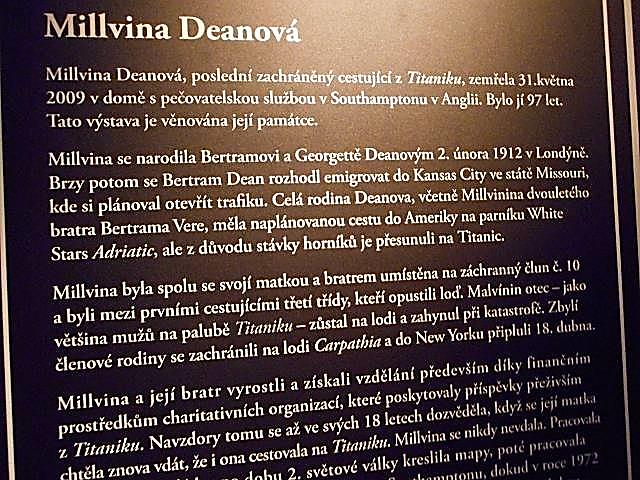 Millvina Deanová
Millvina Deanová, poslední zachráněný cestující z Titaniku, zemřela 31.května
2009 v domě s pečovatelskou službou v Southamptonu v Anglii. Bylo jí 97 let.
Tato výstava je věnována její památce.
Millvina se narodila Bertramovi a Georgettě Deanovým 2. února 1912 v Londýně.
Brzy potom se Bertram Dean rozhodl emigrovat do Kansas City ve státě Missouri,
kde si plánoval otevřít trafiku. Celá rodina Deanova, včetně Millvinina dvouletého
bratra Bertrama Vere, měla naplánovanou cestu do Ameriky na parníku White
Stars Adriatic, ale z důvodu stávky horníků je přesunuli na Titanic.
Millvina byla spolu se svojí matkou a bratrem umístěna na záchranný člun č. 10
a byli mezi prvními cestujícími třetí třídy, kteří opustili loď. Malvínin otec – jako
většina mužů na palubě Titaniku – zůstal na lodi a zahynul při katastrofě. Zbylí
členové rodiny se zachránili na lodi Carpathia a do New Yorku připluli 18. dubna.
Millvina a její bratr vyrostli a získali vzdělání především díky finančním
prostředkům charitativních organizací, které poskytovaly příspěvky přeživším
z Titaniku. Navzdory tomu se až ve svých 18 letech dozvěděla, když se její matka
chtěla znova vdát, že i ona cestovala na Titaniku. Millvina se nikdy nevdala. Pracovala
dobu 2. světové války kreslila mapy, poté pracovala
dokud v roce 1972